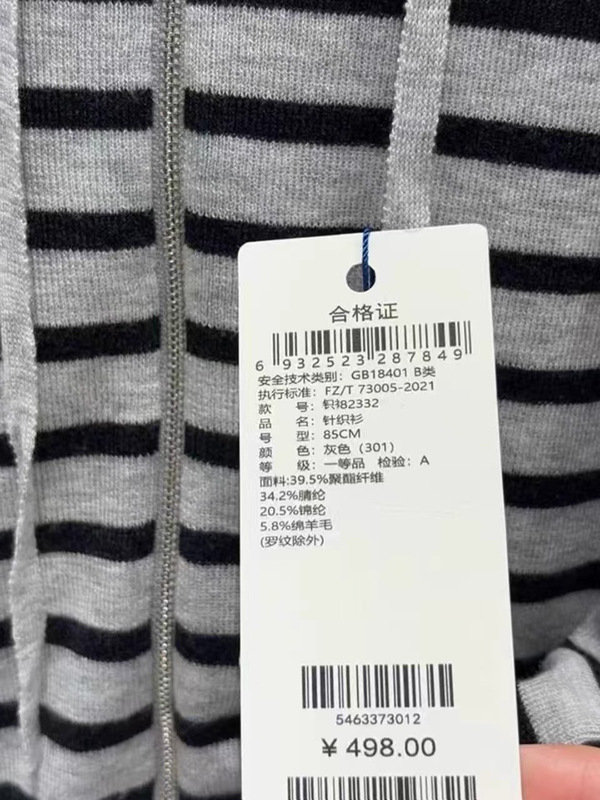 合格证
6 932523 287849
安全技术类别：GB18401 B类
执行标准：FZ/T 73005-2021
款 号：织衫82332
品 名：针织衫
号 型：85CM
颜 色：灰色（301）
等 级：一等品 检验：A
面料:39.5%聚酯纤维
34.2%腈纶
20.5%锦纶
5.8%绵羊毛
(罗纹除外)
5463373012
¥ 498.00